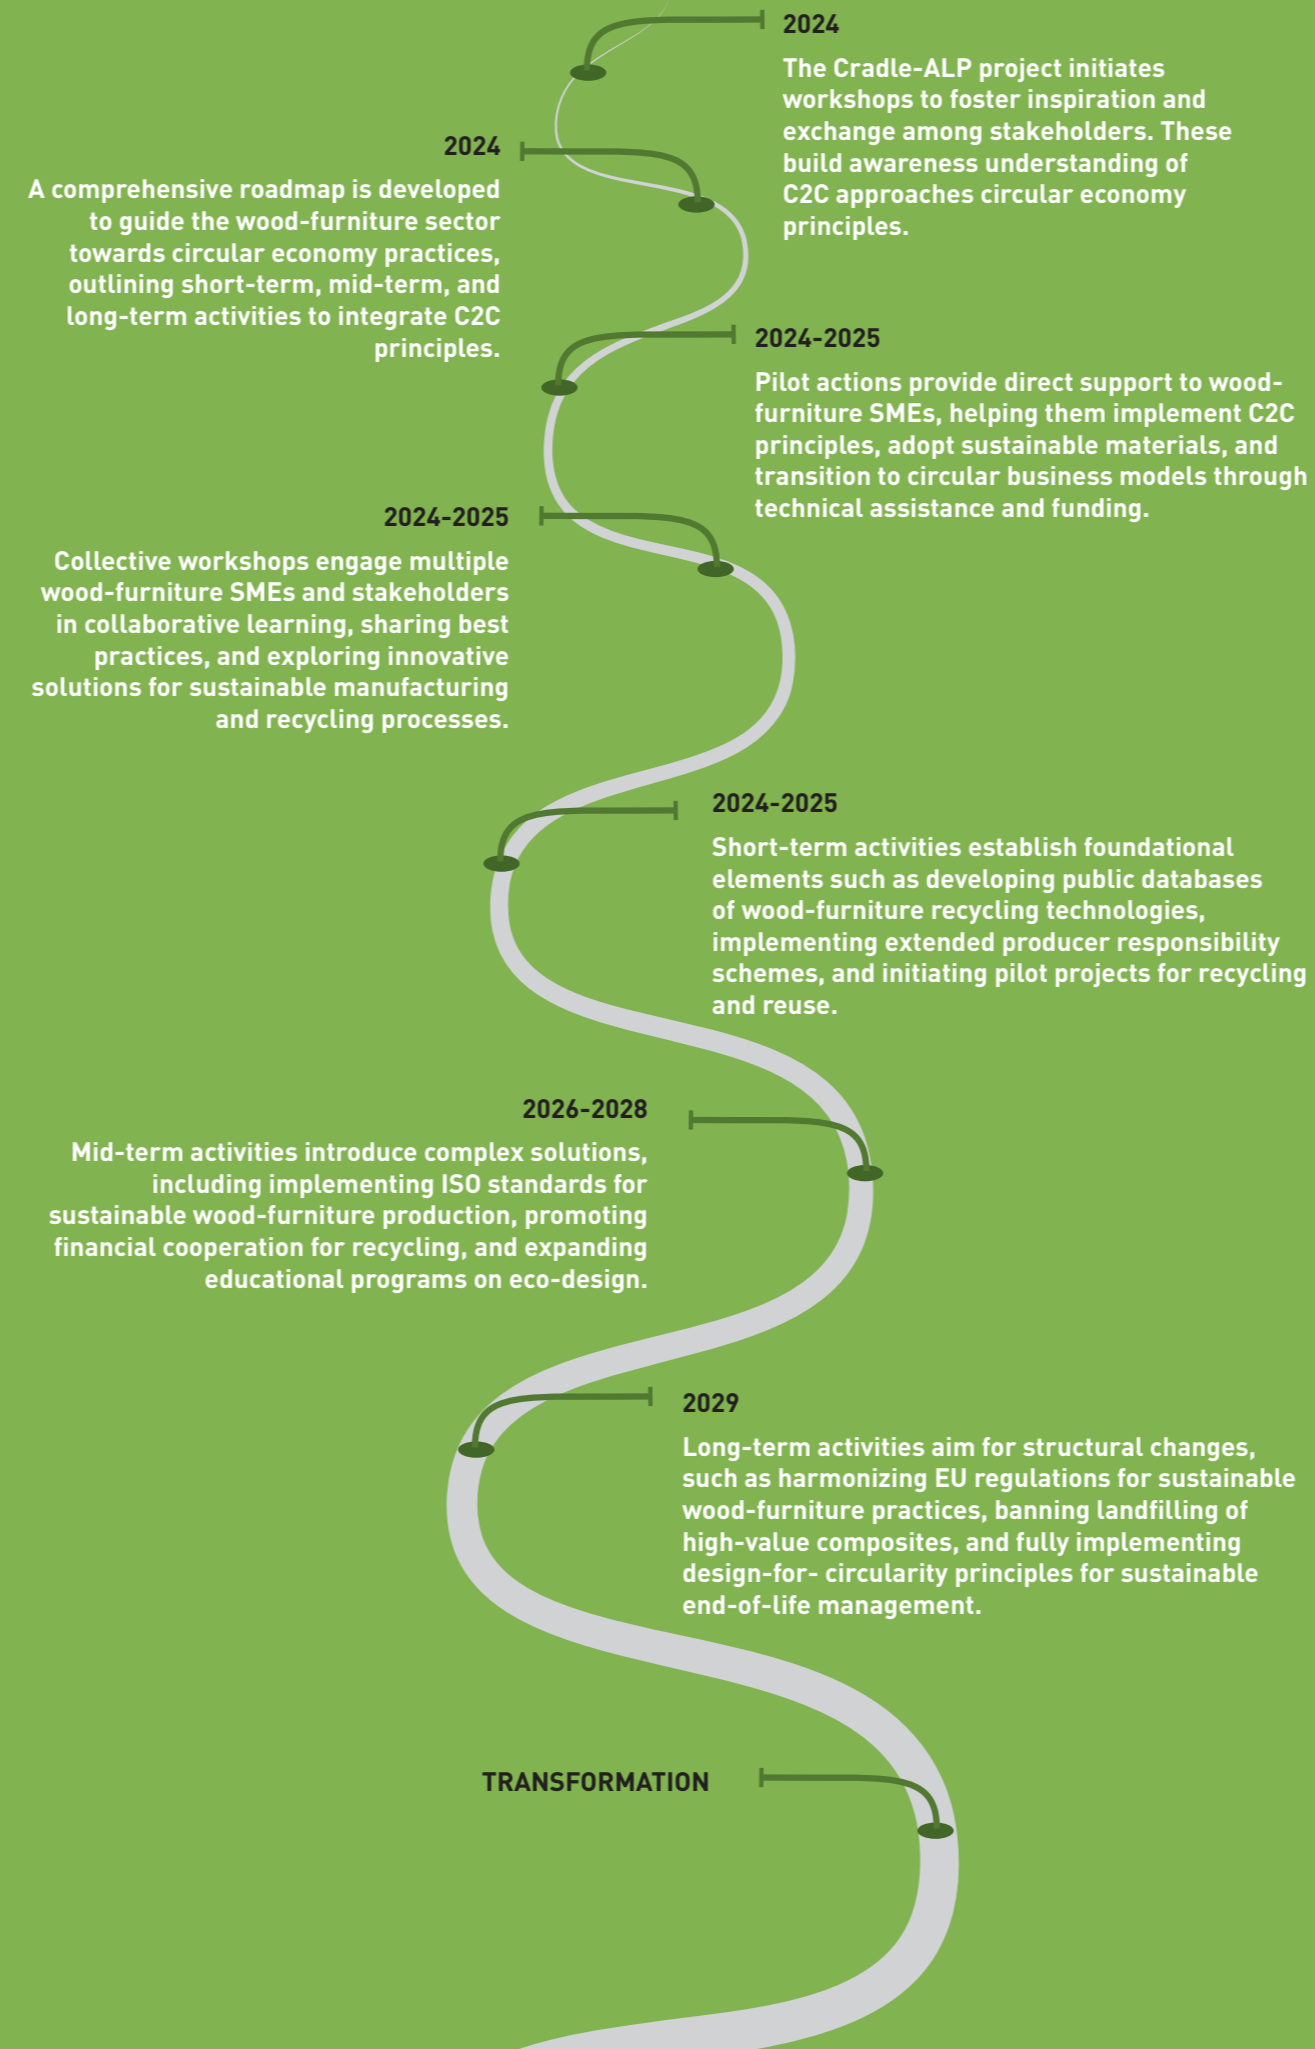 2024
The Cradle-ALP project initiates
workshops to foster inspiration and
exchange among stakeholders. These
build awareness understanding of
C2C approaches circular economy
principles.
2024
A comprehensive roadmap is developed
to guide the wood-furniture sector
towards circular economy practices,
outlining short-term, mid-term, and
long-term activities to integrate C2C
principles.
2024-2025
Pilot actions provide direct support to wood-
furniture SMEs, helping them implement C2C
principles, adopt sustainable materials, and
transition to circular business models through
technical assistance and funding.
2024-2025
Collective workshops engage multiple
wood-furniture SMEs and stakeholders
in collaborative learning, sharing best
practices, and exploring innovative
solutions for sustainable manufacturing
and recycling processes.
2024-2025
Short-term activities establish foundational
elements such as developing public databases
of wood-furniture recycling technologies,
implementing extended producer responsibility
schemes, and initiating pilot projects for recycling
and reuse.
2026-2028
Mid-term activities introduce complex solutions,
including implementing ISO standards for
sustainable wood-furniture production, promoting
financial cooperation for recycling, and expanding
educational programs on eco-design.
2029
Long-term activities aim for structural changes,
such as harmonizing EU regulations for sustainable
wood-furniture practices, banning landfilling of
high-value composites, and fully implementing
design-for- circularity principles for sustainable
end-of-life management.
TRANSFORMATION